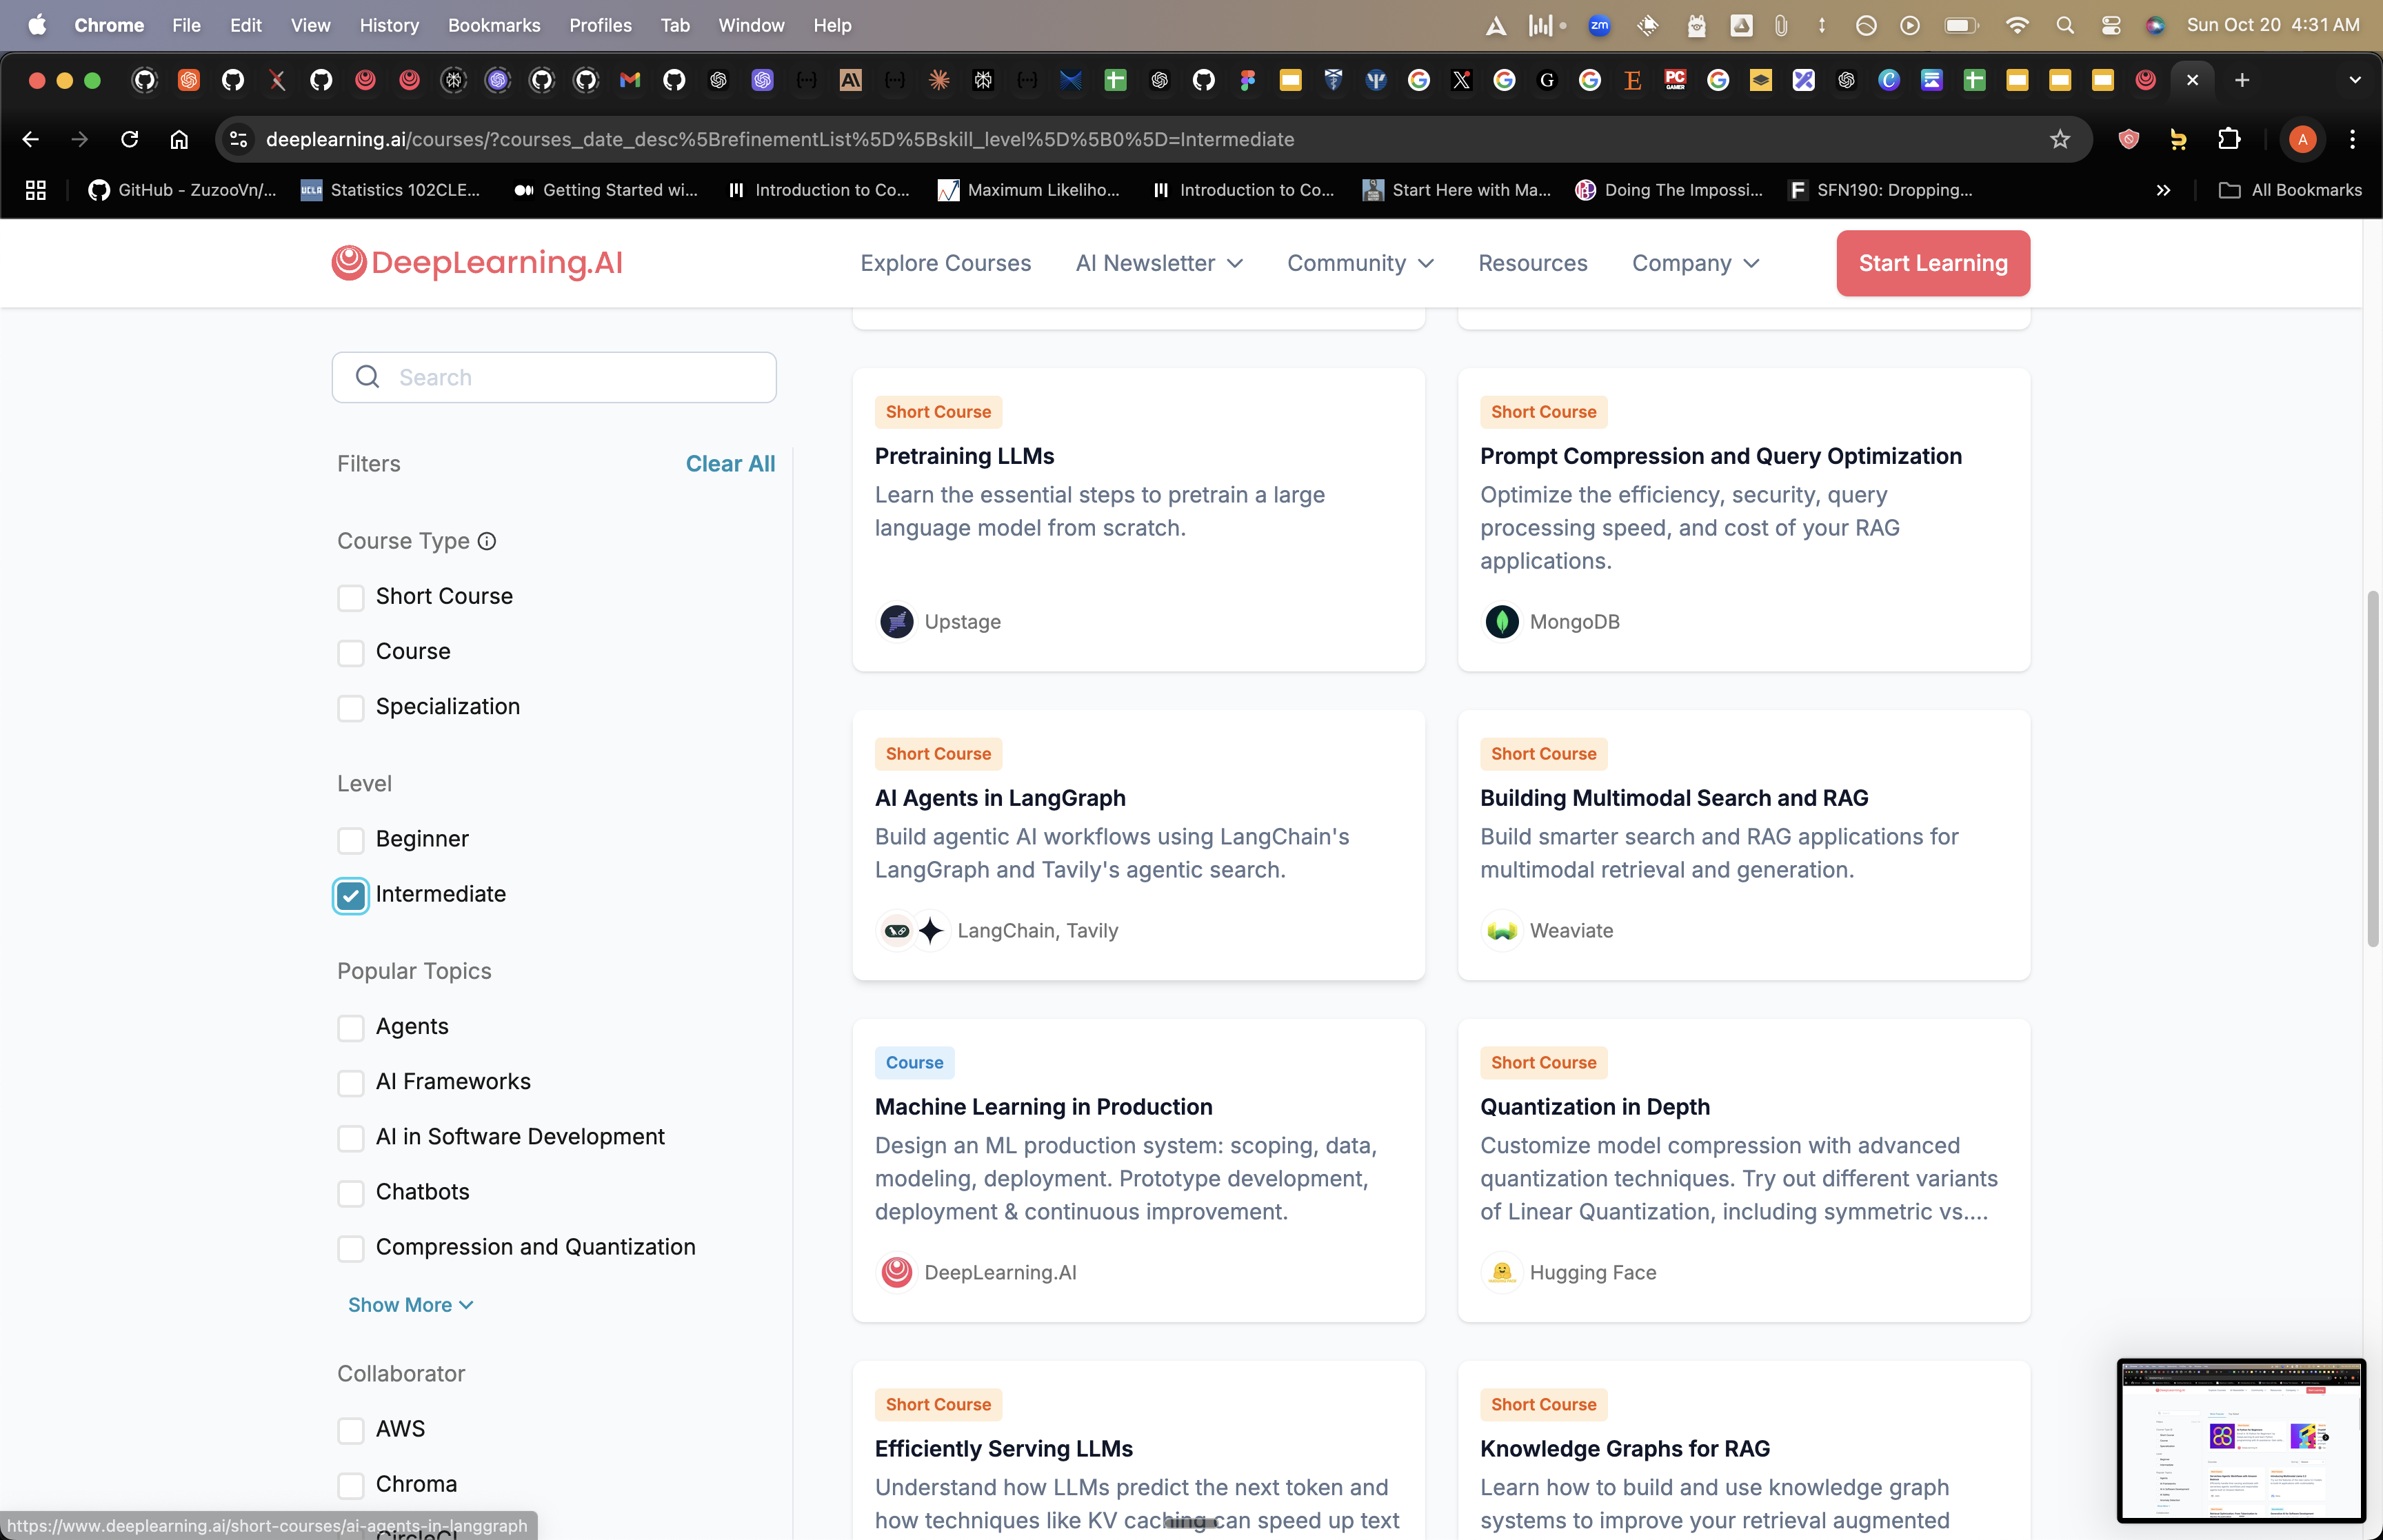 Chrome File Edit View History Bookmarks Profiles Tab Window Help
zm
Sun Oct 20 4:31 AM
deeplearning.ai/courses/?courses_date_desc%5BrefinementList%5D%5Bskill_level%5D%5B0%5D=Intermediate
A
GitHub - ZuzooVn/...
UCLA Statistics 102CLE...
Getting Started wi...
Introduction to Co...
Maximum Likeliho...
Introduction to Co...
Start Here with Ma...
Doing The Impossi...
SFN190: Dropping...
All Bookmarks
DeepLearning.AI
Explore Courses
AI Newsletter
Community
Resources
Company
Start Learning
Search
Filters
Clear All
Course Type
Short Course
Course
Specialization
Level
Beginner
Intermediate
Popular Topics
Agents
AI Frameworks
AI in Software Development
Chatbots
Compression and Quantization
Show More
Collaborator
AWS
Chroma
CircleCI
https://www.deeplearning.ai/short-courses/ai-agents-in-langgraph
Short Course
Pretraining LLMs
Learn the essential steps to pretrain a large
language model from scratch.
Upstage
Short Course
Prompt Compression and Query Optimization
Optimize the efficiency, security, query
processing speed, and cost of your RAG
applications.
MongoDB
Short Course
AI Agents in LangGraph
Build agentic AI workflows using LangChain's
LangGraph and Tavily's agentic search.
LangChain, Tavily
Short Course
Building Multimodal Search and RAG
Build smarter search and RAG applications for
multimodal retrieval and generation.
Weaviate
Course
Machine Learning in Production
Design an ML production system: scoping, data,
modeling, deployment. Prototype development,
deployment & continuous improvement.
DeepLearning.AI
Short Course
Quantization in Depth
Customize model compression with advanced
quantization techniques. Try out different variants
of Linear Quantization, including symmetric vs....
Hugging Face
Short Course
Efficiently Serving LLMs
Understand how LLMs predict the next token and
how techniques like KV caching can speed up text
Short Course
Knowledge Graphs for RAG
Learn how to build and use knowledge graph
systems to improve your retrieval augmented